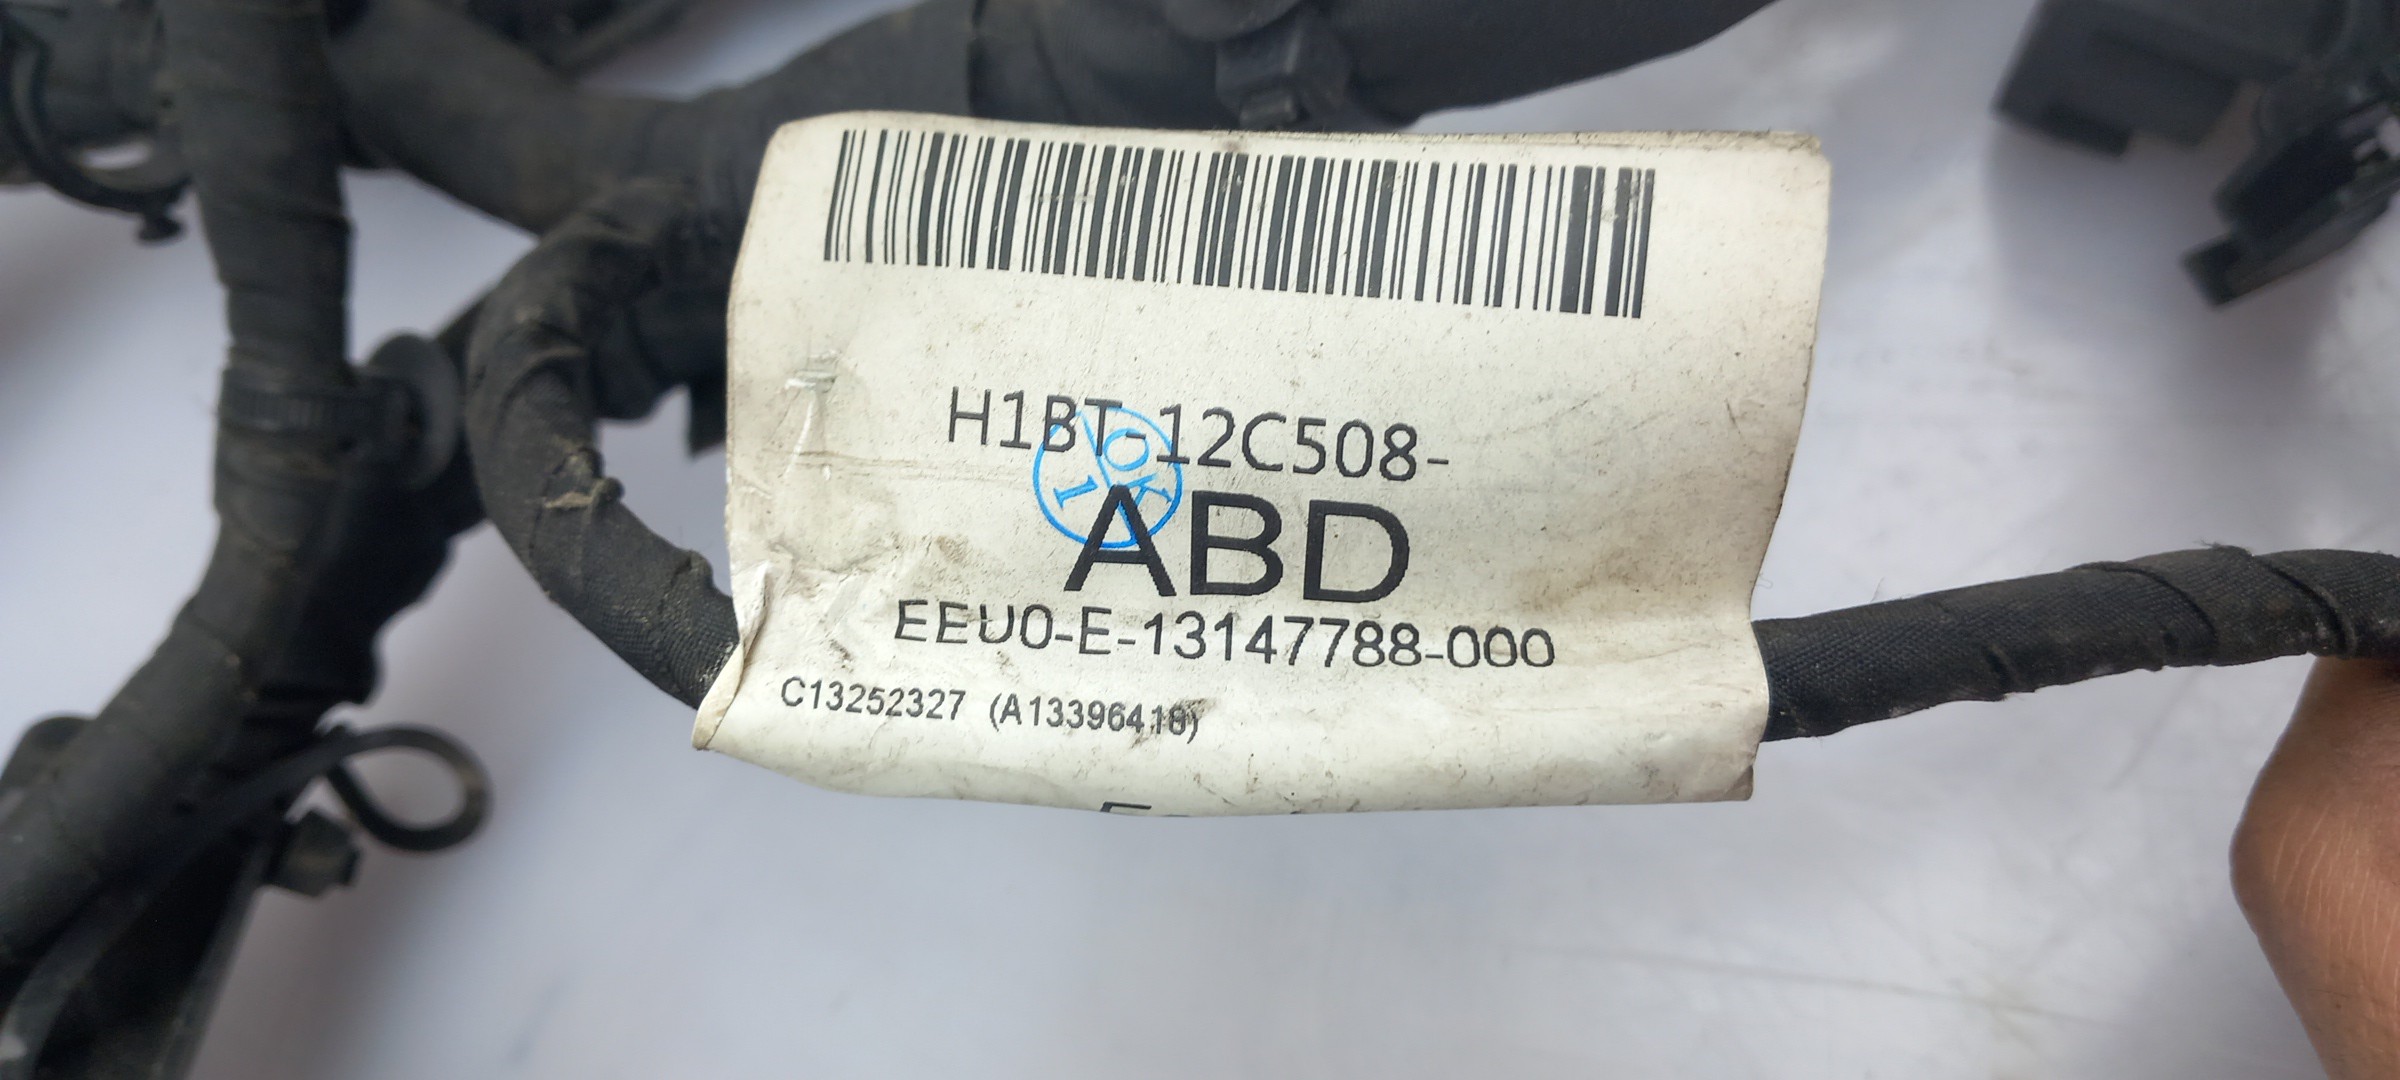 H1BT-12C508-
OK
1
ABD
EEU0-E-13147788-000
C13252327 (A13396418)